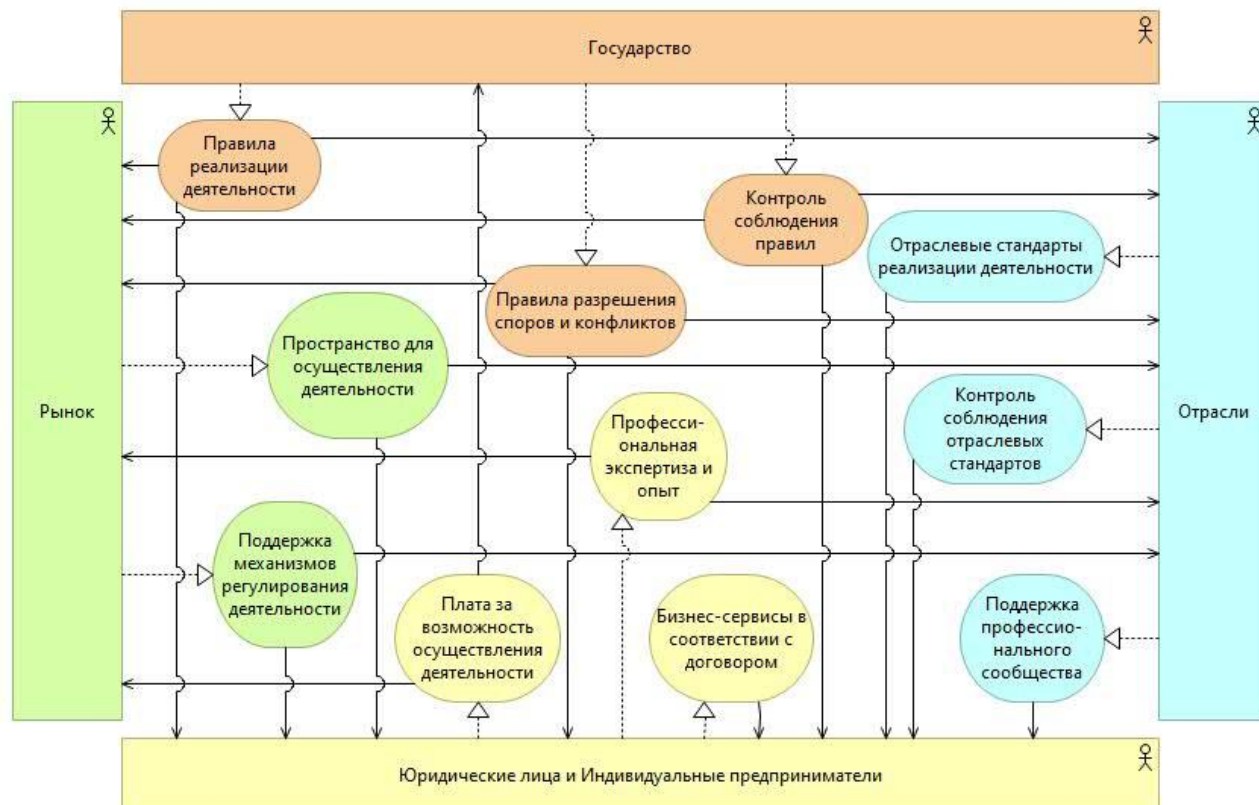 Государство
Правила
реализации
деятельности
Контроль
соблюдения
правил
Отраслевые стандарты
реализации деятельности
Правила разрешения
споров и конфликтов
Пространство для
осуществления
деятельности
Рынок
Отрасли
Контроль
соблюдения
отраслевых
стандартов
Професси-
ональная
экспертиза и
опыт
Поддержка
механизмов
регулирования
деятельности
Плата за
возможность
осуществления
деятельности
Бизнес-сервисы в
соответствии с
договором
Поддержка
профессио-
нального
сообщества
Юридические лица и Индивидуальные предприниматели